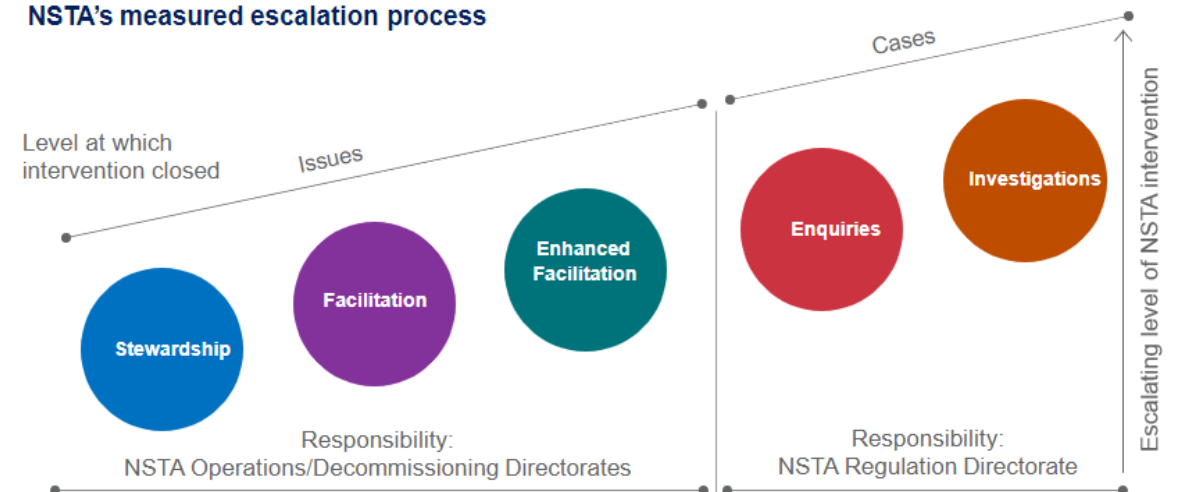 NSTA's measured escalation process
Cases
Level at which
intervention closed
Issues
Stewardship
Facilitation
Enhanced
Facilitation
Enquiries
Investigations
Escalating level of NSTA intervention
Responsibility:
NSTA Operations/Decommissioning Directorates
Responsibility:
NSTA Regulation Directorate